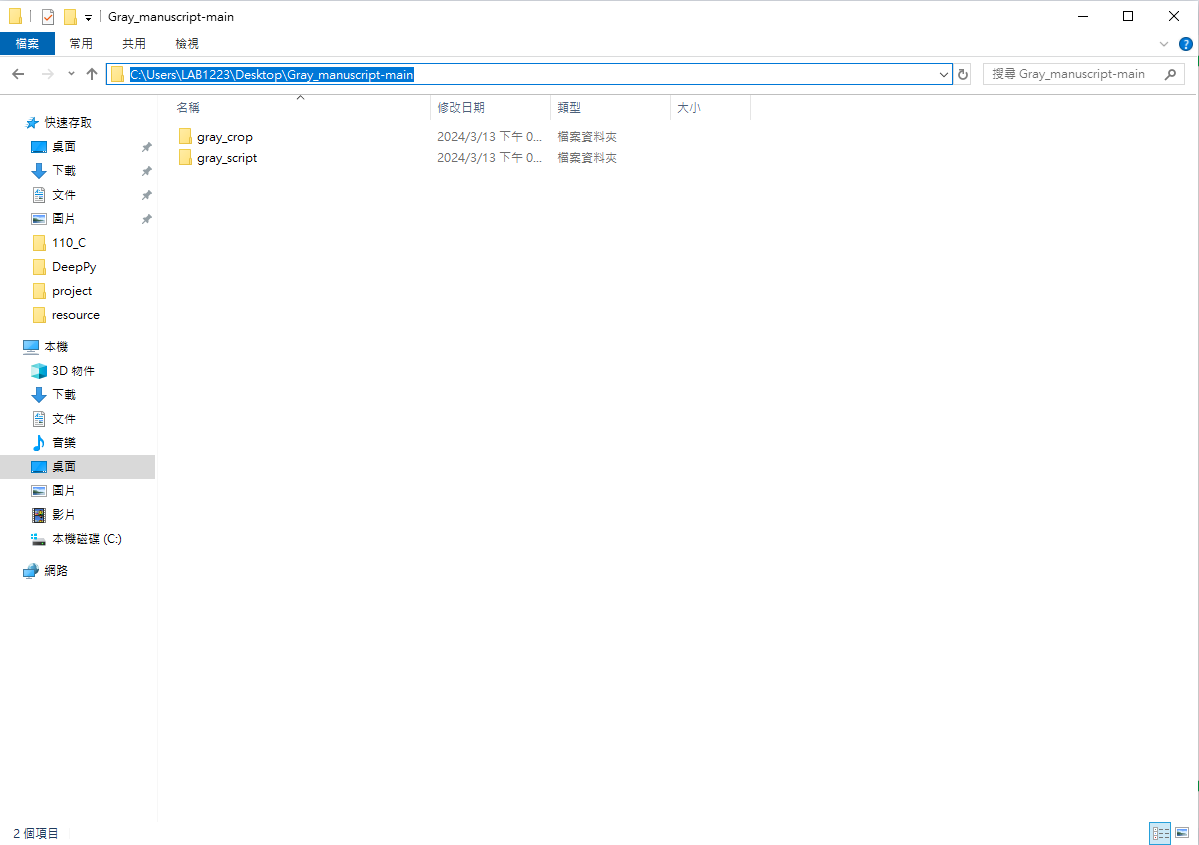 Gray_manuscript-main
檔案 常用 共用 檢視
C:\Users\LAB1223\Desktop\Gray_manuscript-main 搜尋 Gray_manuscript-main
名稱 修改日期 類型 大小
gray_crop 2024/3/13 下午 0... 檔案資料夾
gray_script 2024/3/13 下午 0... 檔案資料夾
快速存取
桌面
下載
文件
圖片
110_C
DeepPy
project
resource
本機
3D 物件
下載
文件
音樂
桌面
圖片
影片
本機磁碟 (C:)
網路
2 個項目